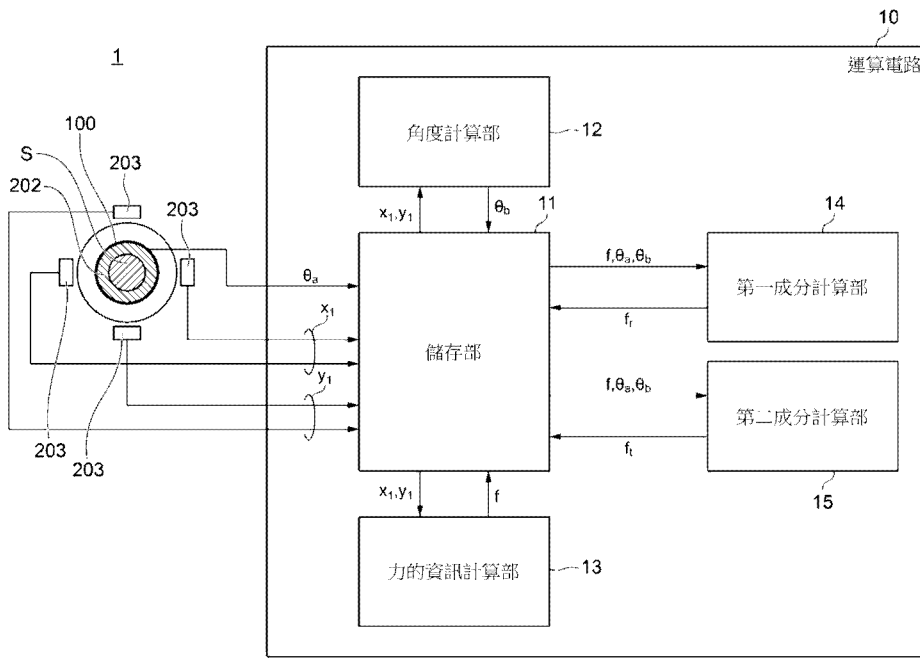 10
運算電路
1
100
S
203
202
203
203
203
θa
x1
y1
角度計算部
12
x1,y1
θb
11
儲存部
f,θa,θb
fr
14
第一成分計算部
f,θa,θb
ft
第二成分計算部
15
x1,y1
f
力的資訊計算部
13